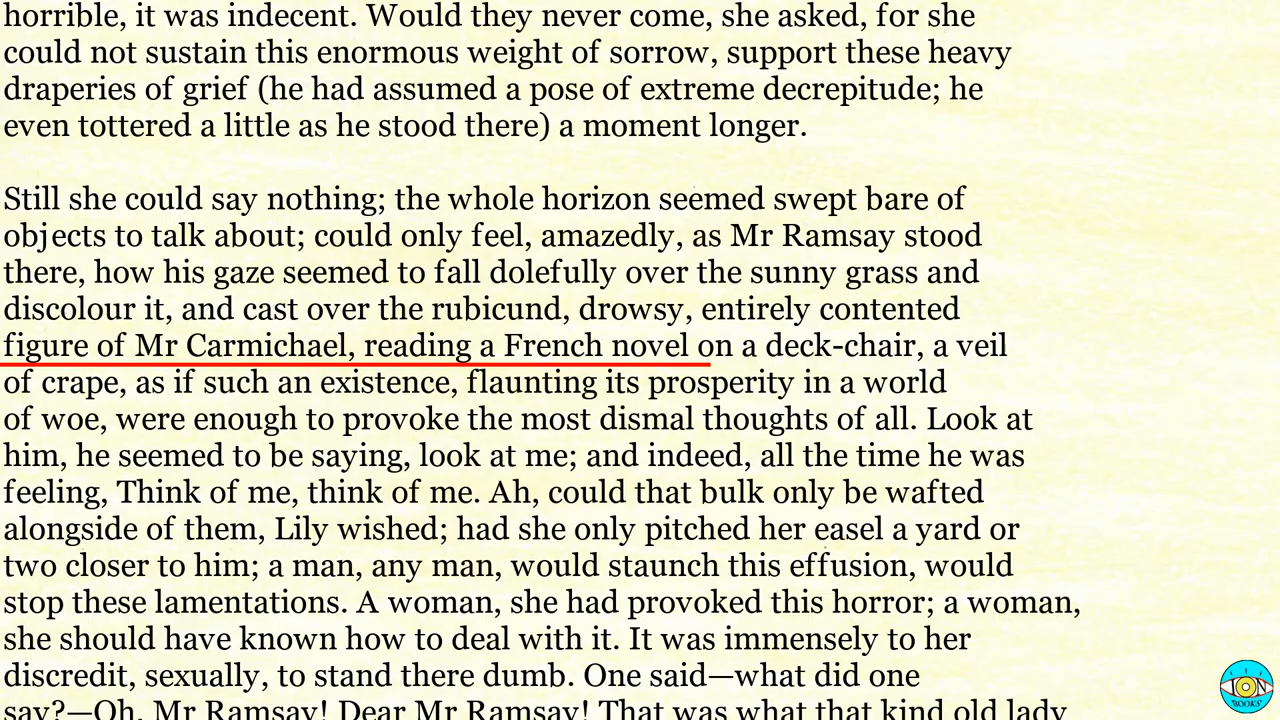 horrible, it was indecent. Would they never come, she asked, for she
could not sustain this enormous weight of sorrow, support these heavy
draperies of grief (he had assumed a pose of extreme decrepitude; he
even tottered a little as he stood there) a moment longer.
Still she could say nothing; the whole horizon seemed swept bare of
objects to talk about; could only feel, amazedly, as Mr Ramsay stood
there, how his gaze seemed to fall dolefully over the sunny grass and
discolour it, and cast over the rubicund, drowsy, entirely contented
figure of Mr Carmichael, reading a French novel on a deck-chair, a veil
of crape, as if such an existence, flaunting its prosperity in a world
of woe, were enough to provoke the most dismal thoughts of all. Look at
him, he seemed to be saying, look at me; and indeed, all the time he was
feeling, Think of me, think of me. Ah, could that bulk only be wafted
alongside of them, Lily wished; had she only pitched her easel a yard or
two closer to him; a man, any man, would staunch this effusion, would
stop these lamentations. A woman, she had provoked this horror; a woman,
she should have known how to deal with it. It was immensely to her
discredit, sexually, to stand there dumb. One said—what did one
say?—Oh, Mr Ramsay! Dear Mr Ramsay! That was what that kind old lady
ION
BOOKS